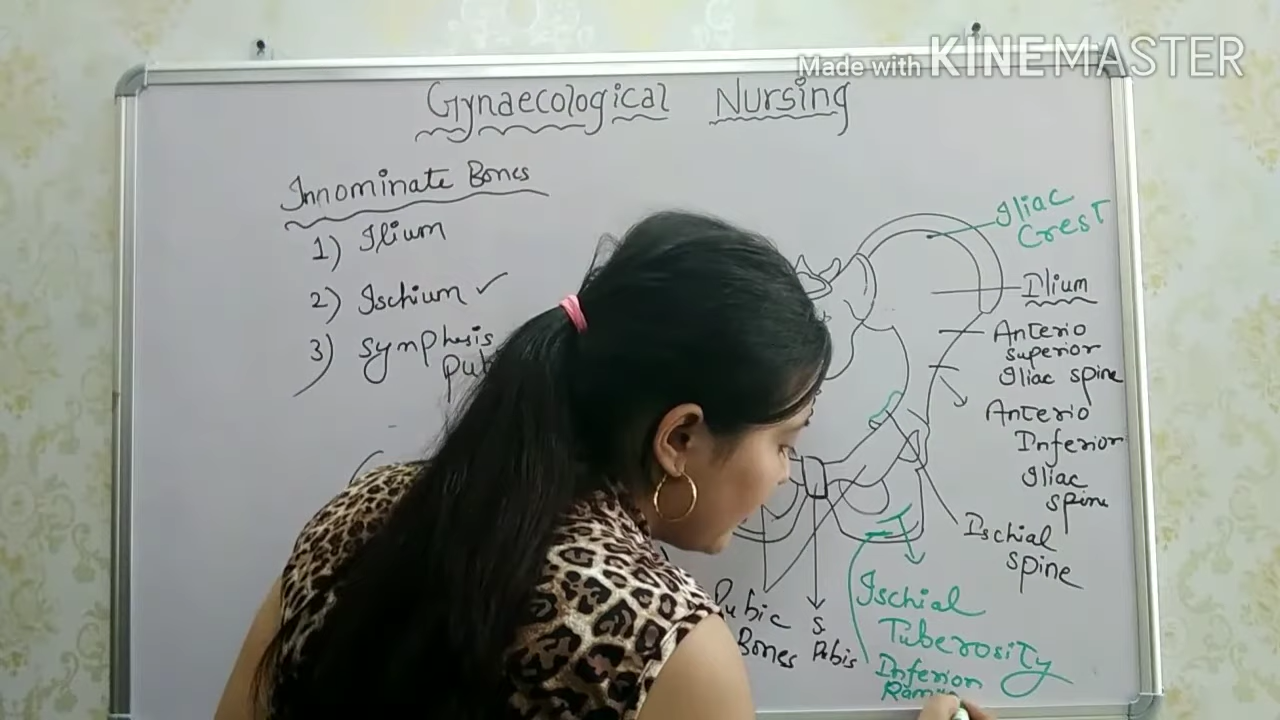 Made with KINEMASTER
Gynaecological Nursing
Innominate Bones
1) Ilium
2) Ischium ✓
3) Symphesis
Iliac
Crest
Ilium
Anterio
superior
Iliac spine
Anterio
Inferior
Iliac
spine
Ischial
spine
Pubic
Bones
S.
Pubis
Ischial
Tuberosity
Inferior